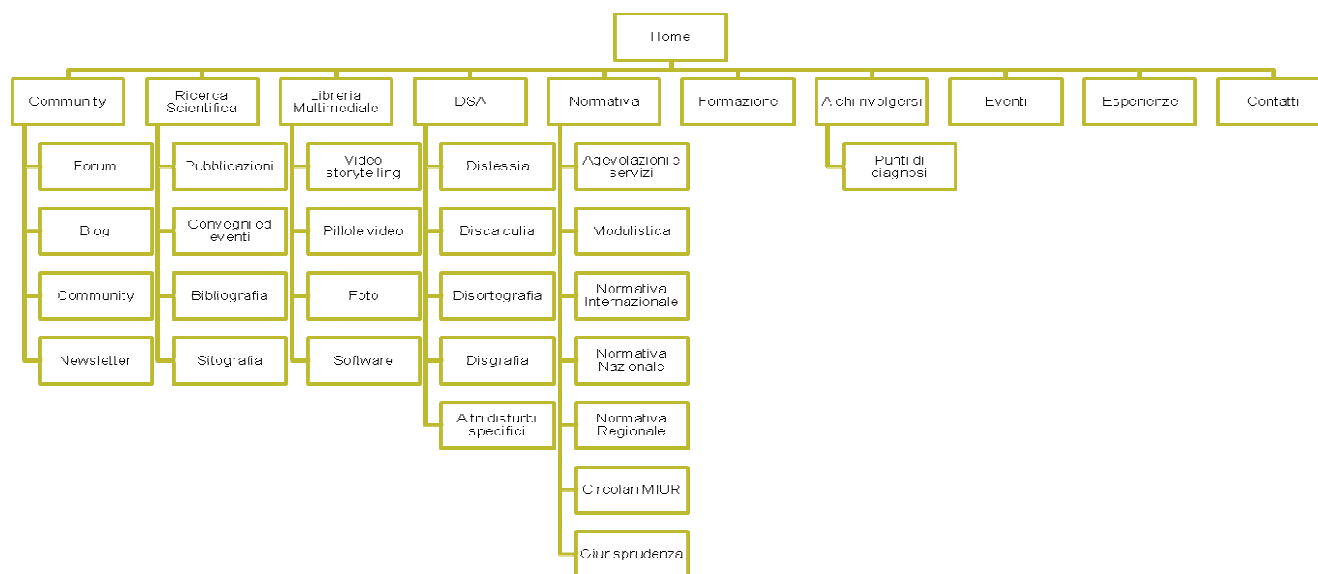 Home
Community
Ricerca
Scientifica
Libreria
Multimediale
DSA
Normativa
Formazione
A chi rivolgersi
Eventi
Esperienze
Contatti
Forum
Pubblicazioni
Video
storytelling
Dislessia
Agevolazioni e
servizi
Punti di
diagnosi
Blog
Convegni ed
eventi
Pillole video
Discalculia
Modulistica
Community
Bibliografia
Foto
Disortografia
Normativa
Internazionale
Newsletter
Sitografia
Software
Disgrafia
Normativa
Nazionale
Altri disturbi
specifici
Normativa
Regionale
Circolari MIUR
Giurisprudenza